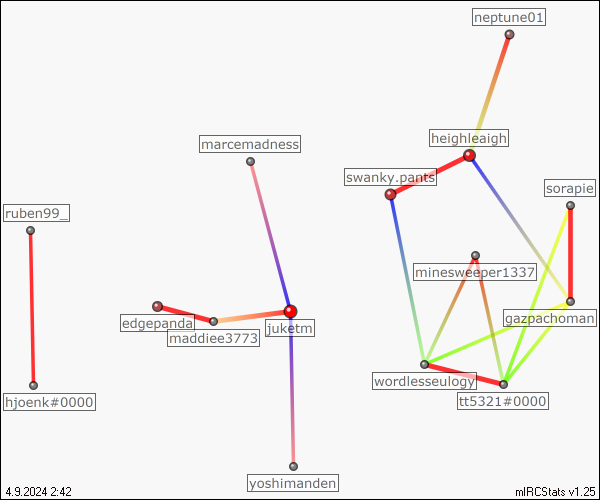 neptune01
heighleaigh
marcemadness
swanky.pants
sorapie
ruben99_
minesweeper1337
gazpachoman
edgepanda
juketm
maddiee3773
wordlesseulogy
hjoenk#0000
tt5321#0000
yoshimanden
4.9.2024 2:42
mIRCStats v1.25